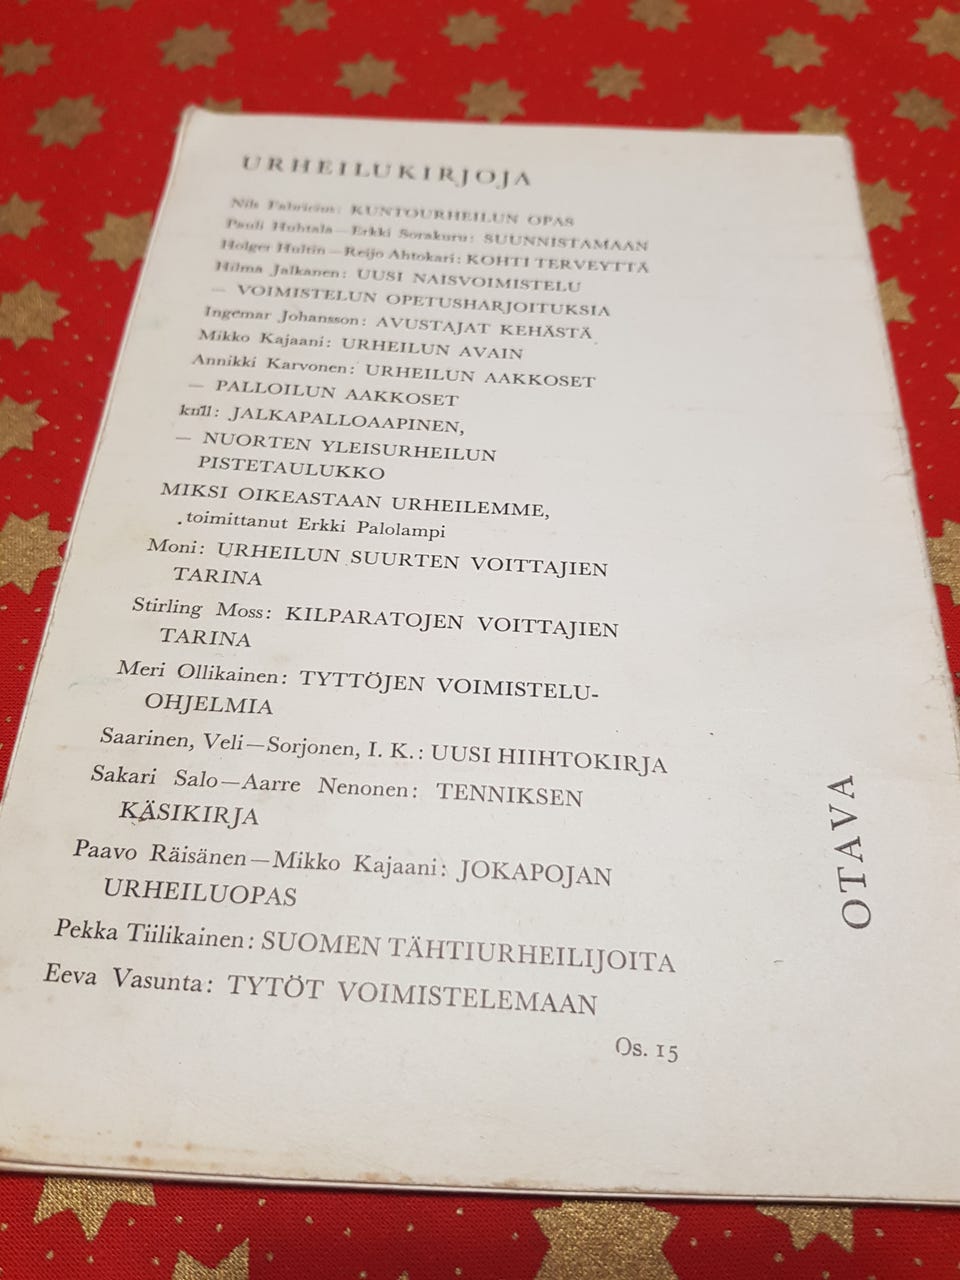 URHEILUKIRJOJA
Nils Fabricius: KUNTOURHEILUN OPAS
Pauli Huhtala—Erkki Sorakuru: SUUNNISTAMAAN
Holger Hultin—Reijo Ahtokari: KOHTI TERVEYTTÄ
Hilma Jalkanen: UUSI NAISVOIMISTELU
— VOIMISTELUN OPETUSHARJOITUKSIA
Ingemar Johansson: AVUSTAJAT KEHÄSTÄ
Mikko Kajaani: URHEILUN AVAIN
Annikki Karvonen: URHEILUN AAKKOSET
— PALLOILUN AAKKOSET
knll: JALKAPALLOAAPINEN,
— NUORTEN YLEISURHEILUN
PISTETAULUKKO
MIKSI OIKEASTAAN URHEILEMME,
toimittanut Erkki Palolampi
Moni: URHEILUN SUURTEN VOITTAJIEN
TARINA
Stirling Moss: KILPARATOJEN VOITTAJIEN
TARINA
Meri Ollikainen: TYTTÖJEN VOIMISTELU-
OHJELMIA
Saarinen, Veli—Sorjonen, I. K.: UUSI HIIHTOKIRJA
Sakari Salo—Aarre Nenonen: TENNIKSEN
KÄSIKIRJA
Paavo Räisänen—Mikko Kajaani: JOKAPOJAN
URHEILUOPAS
Pekka Tiilikainen: SUOMEN TÄHTIURHEILIJOITA
Eeva Vasunta: TYTÖT VOIMISTELEMAAN
Os. 15
OTAVA